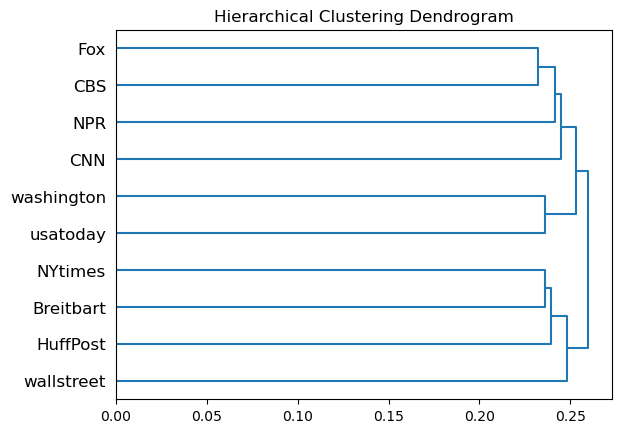 Hierarchical Clustering Dendrogram
Fox
CBS
NPR
CNN
washington
usatoday
NYtimes
Breitbart
HuffPost
wallstreet
0.00 0.05 0.10 0.15 0.20 0.25